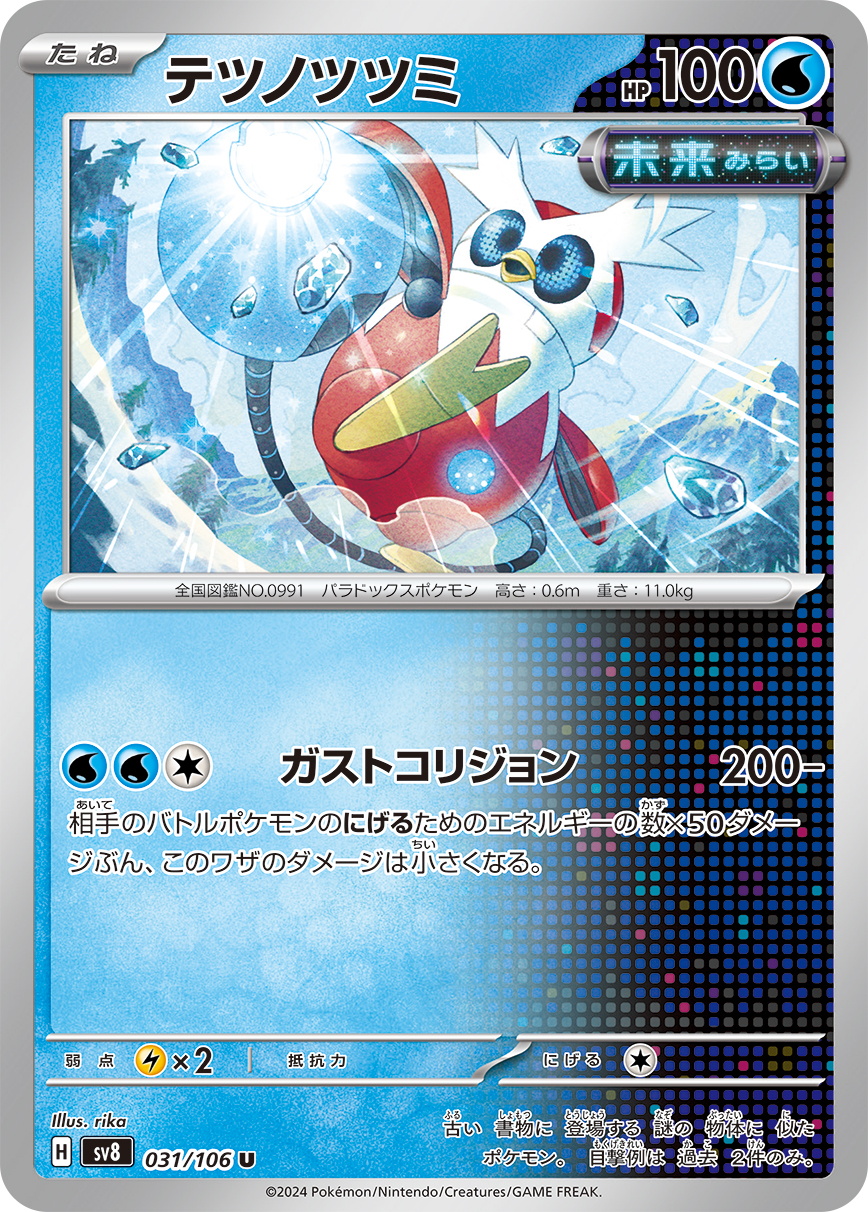 たね
テツノツツミ
HP 100
未来 みらい
全国図鑑NO.0991 パラドックスポケモン 高さ：0.6m 重さ：11.0kg
ガストコリジョン 200−
相手のバトルポケモンのにげるためのエネルギーの数×50ダメー
ジぶん、このワザのダメージは小さくなる。
弱点 ×2 抵抗力 にげる
Illus. rika
古い 書物に 登場する 謎の 物体に 似た
ポケモン。 目撃例は 過去 2件のみ。
H sv8 031/106 U
©2024 Pokémon/Nintendo/Creatures/GAME FREAK.